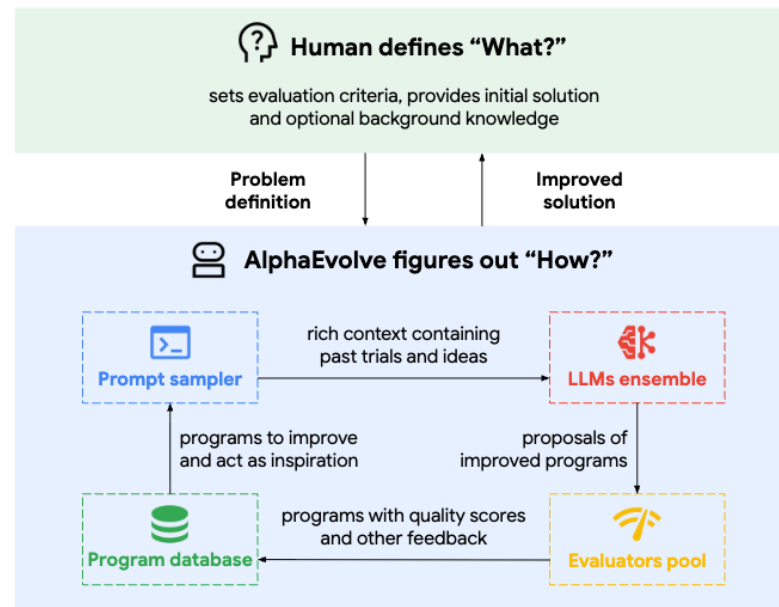 Human defines “What?”
sets evaluation criteria, provides initial solution
and optional background knowledge
Problem
definition
Improved
solution
AlphaEvolve figures out “How?”
Prompt sampler
rich context containing
past trials and ideas
LLMs ensemble
programs to improve
and act as inspiration
proposals of
improved programs
Program database
programs with quality scores
and other feedback
Evaluators pool